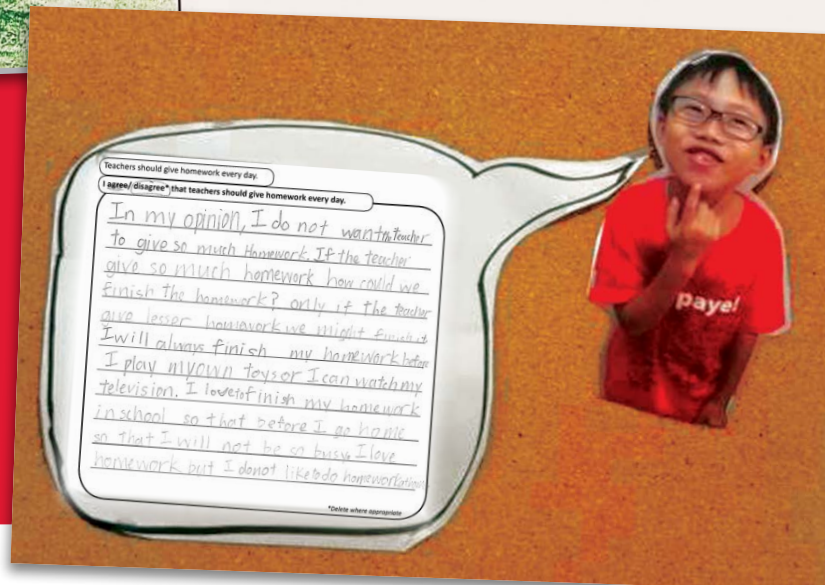 Teachers should give homework every day.
I agree/ disagree* that teachers should give homework every day.
In my opinion, I do not want the teacher
to give so much Homework. If the teacher
give so much homework how could we
finish the homework? only if the teacher
give lesser homework we might finish it
I will always finish my homework before
I play my own toys or I can watch my
television. I love to finish my homework
in school so that before I go home
so that I will not be so busy I love
homework but I do not like to do homework
*Delete where appropriate
paye!